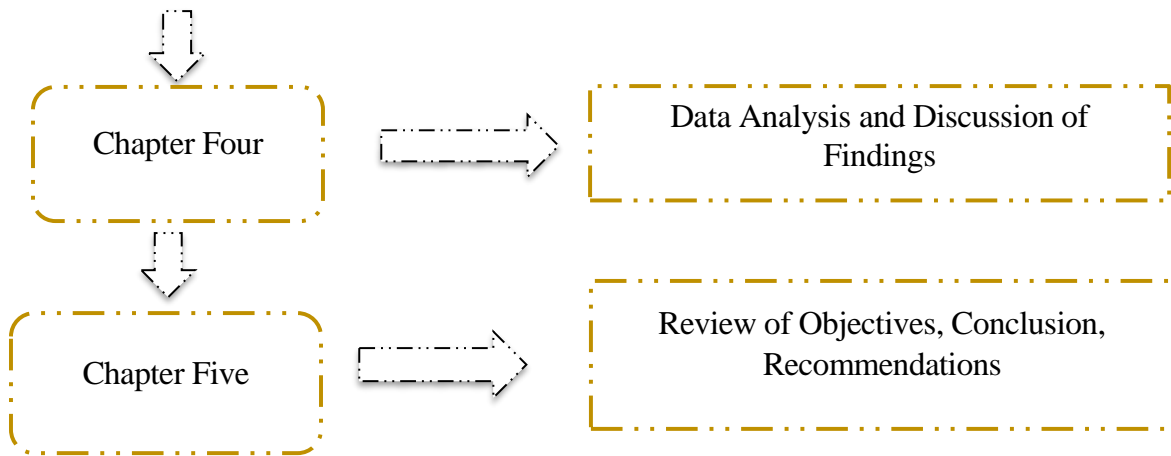 Chapter Four
Data Analysis and Discussion of
Findings
Chapter Five
Review of Objectives, Conclusion,
Recommendations